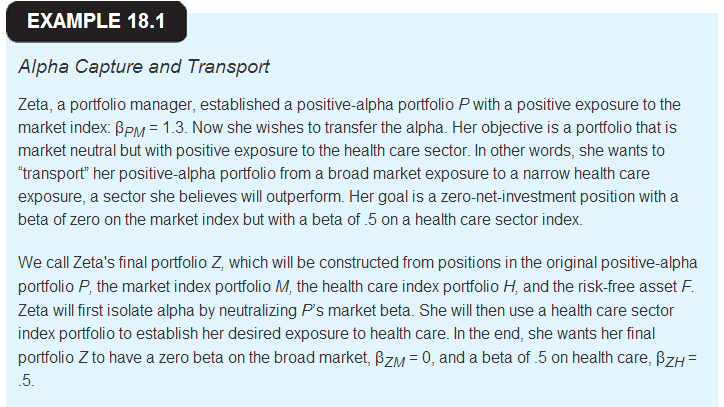 EXAMPLE 18.1
Alpha Capture and Transport
Zeta, a portfolio manager, established a positive-alpha portfolio P with a positive exposure to the
market index: βPM = 1.3. Now she wishes to transfer the alpha. Her objective is a portfolio that is
market neutral but with positive exposure to the health care sector. In other words, she wants to
“transport” her positive-alpha portfolio from a broad market exposure to a narrow health care
exposure, a sector she believes will outperform. Her goal is a zero-net-investment position with a
beta of zero on the market index but with a beta of .5 on a health care sector index.
We call Zeta's final portfolio Z, which will be constructed from positions in the original positive-alpha
portfolio P, the market index portfolio M, the health care index portfolio H, and the risk-free asset F.
Zeta will first isolate alpha by neutralizing P's market beta. She will then use a health care sector
index portfolio to establish her desired exposure to health care. In the end, she wants her final
portfolio Z to have a zero beta on the broad market, βZM = 0, and a beta of .5 on health care, βZH =
.5.